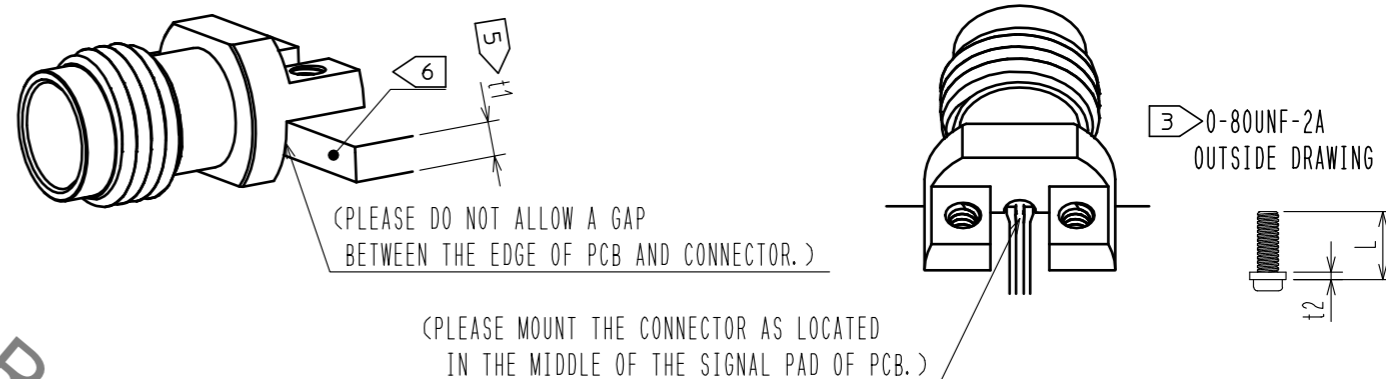 5
t1
6
3 0-80UNF-2A
OUTSIDE DRAWING
(PLEASE DO NOT ALLOW A GAP
BETWEEN THE EDGE OF PCB AND CONNECTOR.)
L
t2
(PLEASE MOUNT THE CONNECTOR AS LOCATED
IN THE MIDDLE OF THE SIGNAL PAD OF PCB.)